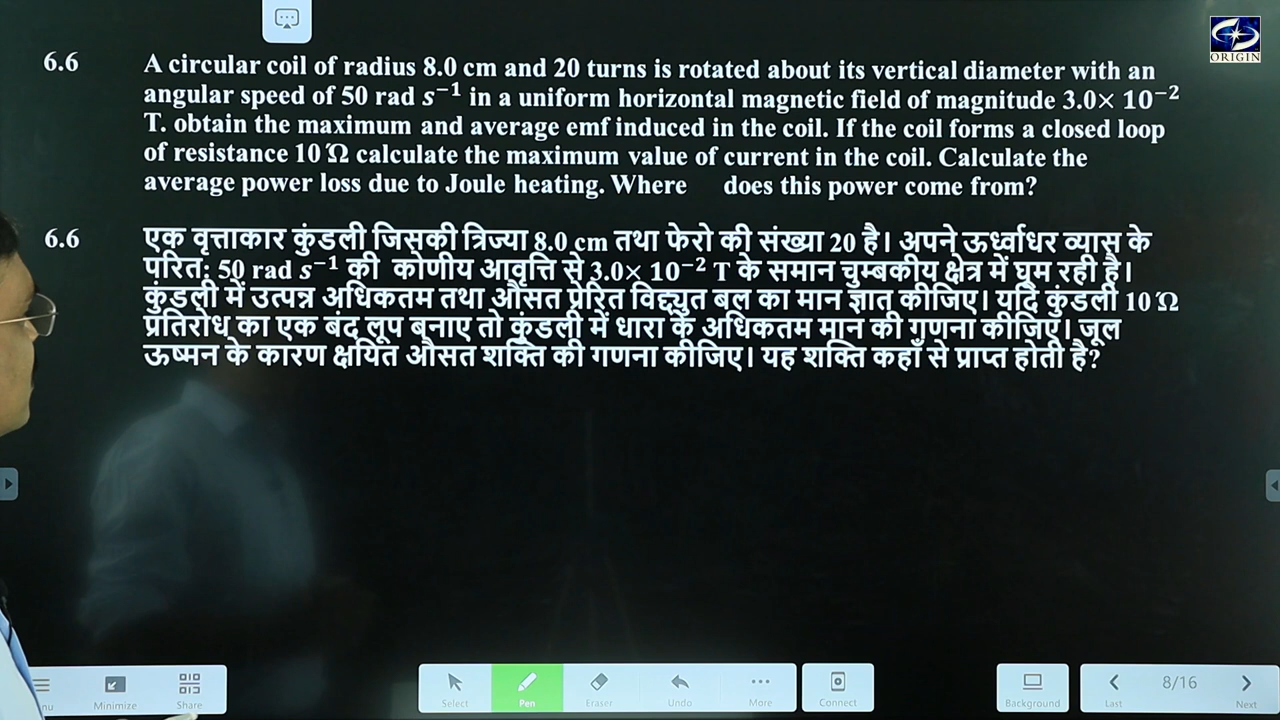 ORIGIN
6.6 A circular coil of radius 8.0 cm and 20 turns is rotated about its vertical diameter with an
angular speed of 50 rad s⁻¹ in a uniform horizontal magnetic field of magnitude 3.0× 10⁻²
T. obtain the maximum and average emf induced in the coil. If the coil forms a closed loop
of resistance 10 Ω calculate the maximum value of current in the coil. Calculate the
average power loss due to Joule heating. Where does this power come from?
6.6 एक वृत्ताकार कुंडली जिसकी त्रिज्या 8.0 cm तथा फेरो की संख्या 20 है। अपने ऊर्ध्वाधर व्यास के
परित: 50 rad s⁻¹ की कोणीय आवृत्ति से 3.0× 10⁻² T के समान चुम्बकीय क्षेत्र में घूम रही है।
कुंडली में उत्पन्न अधिकतम तथा औसत प्रेरित विद्द्युत बल का मान ज्ञात कीजिए। यदि कुंडली 10 Ω
प्रतिरोध का एक बंद लूप बनाए तो कुंडली में धारा के अधिकतम मान की गणना कीजिए। जूल
ऊष्मन के कारण क्षयित औसत शक्ति की गणना कीजिए। यह शक्ति कहाँ से प्राप्त होती है?
nu Minimize Share Select Pen Eraser Undo More Connect Background Last 8/16 Next